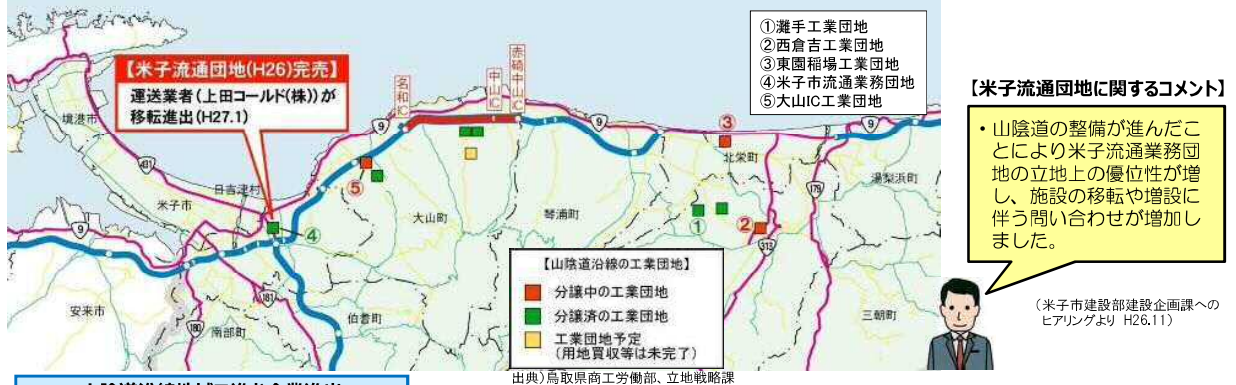 ①灘手工業団地
②西倉吉工業団地
③東園稲場工業団地
④米子市流通業務団地
⑤大山IC工業団地
【米子流通団地(H26)完売】
運送業者(上田コールド(株))が
移転進出(H27.1)
名和IC
中山IC
赤碕中山IC
境港市
431
日吉津村
米子市
9
9
9
9
安来市
180
181
南部町
伯耆町
大山町
琴浦町
北栄町
湯梨浜町
179
313
三朝町
①
②
③
④
⑤
【山陰道沿線の工業団地】
分譲中の工業団地
分譲済の工業団地
工業団地予定
(用地買収等は未完了)
出典)鳥取県商工労働部、立地戦略課
【米子流通団地に関するコメント】
・山陰道の整備が進んだこ
とにより米子流通業務団
地の立地上の優位性が増
し、施設の移転や増設に
伴う問い合わせが増加し
ました。
(米子市建設部建設企画課への
ヒアリングより H26.11)